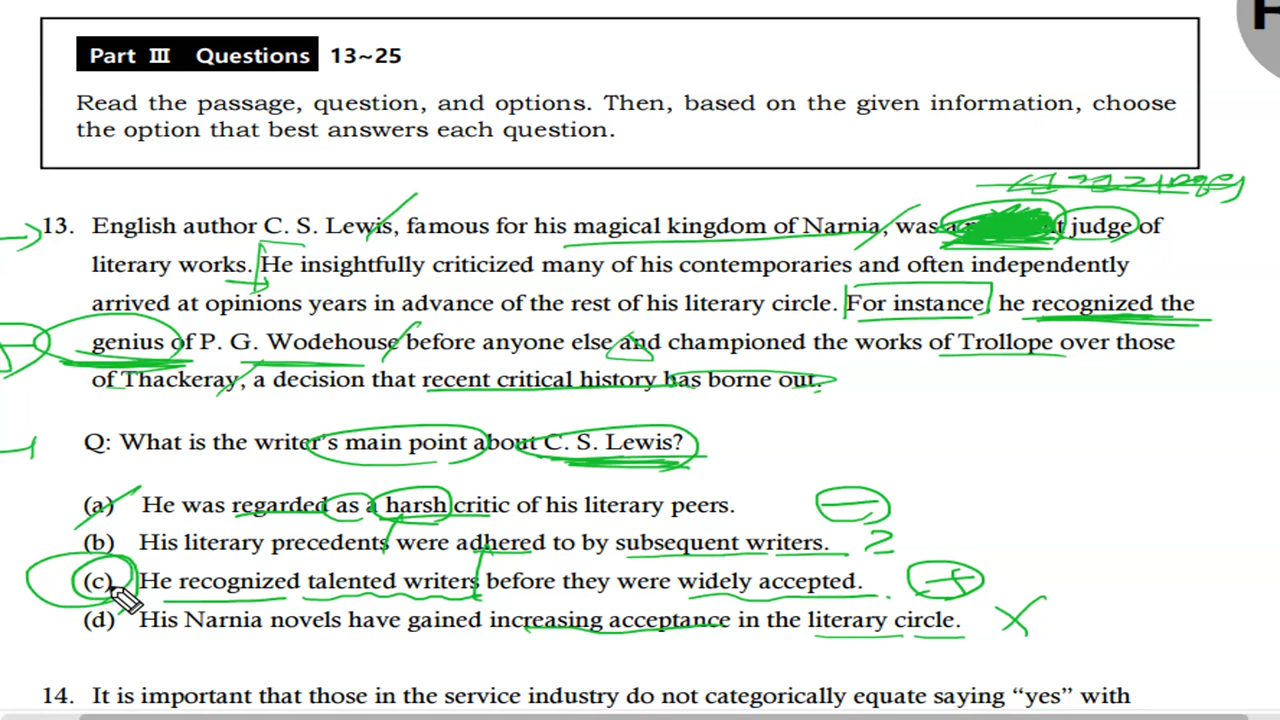 Part Ⅲ Questions 13~25
Read the passage, question, and options. Then, based on the given information, choose
the option that best answers each question.
13. English author C. S. Lewis, famous for his magical kingdom of Narnia, was a judge of
literary works. He insightfully criticized many of his contemporaries and often independently
arrived at opinions years in advance of the rest of his literary circle. For instance, he recognized the
genius of P. G. Wodehouse before anyone else and championed the works of Trollope over those
of Thackeray, a decision that recent critical history has borne out.
Q: What is the writer's main point about C. S. Lewis?
(a) He was regarded as a harsh critic of his literary peers.
(b) His literary precedents were adhered to by subsequent writers. ?
(c) He recognized talented writers before they were widely accepted. +
(d) His Narnia novels have gained increasing acceptance in the literary circle. X
14. It is important that those in the service industry do not categorically equate saying “yes” with